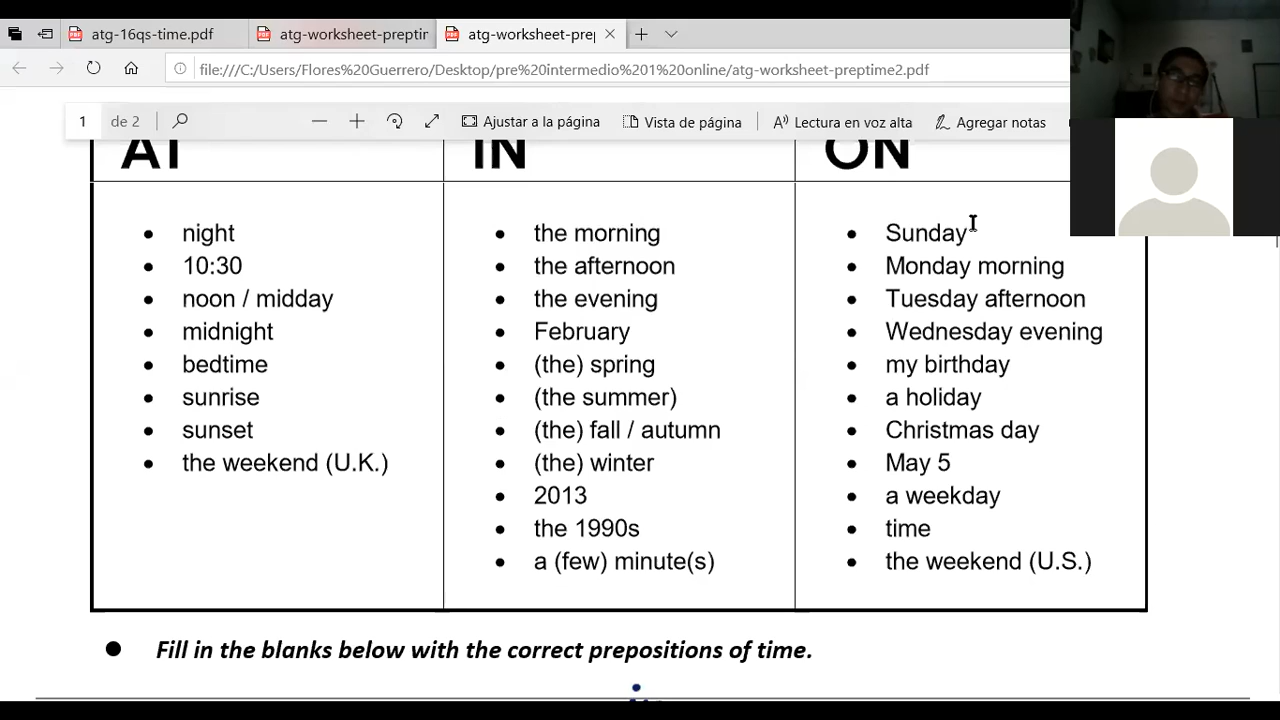 atg-16qs-time.pdf
atg-worksheet-preptir
atg-worksheet-prep
file:///C:/Users/Flores%20Guerrero/Desktop/pre%20intermedio%201%20online/atg-worksheet-preptime2.pdf
1 de 2 Ajustar a la página Vista de página Lectura en voz alta Agregar notas
AT IN ON
• night
• 10:30
• noon / midday
• midnight
• bedtime
• sunrise
• sunset
• the weekend (U.K.)
• the morning
• the afternoon
• the evening
• February
• (the) spring
• (the summer)
• (the) fall / autumn
• (the) winter
• 2013
• the 1990s
• a (few) minute(s)
• Sunday
• Monday morning
• Tuesday afternoon
• Wednesday evening
• my birthday
• a holiday
• Christmas day
• May 5
• a weekday
• time
• the weekend (U.S.)
• Fill in the blanks below with the correct prepositions of time.